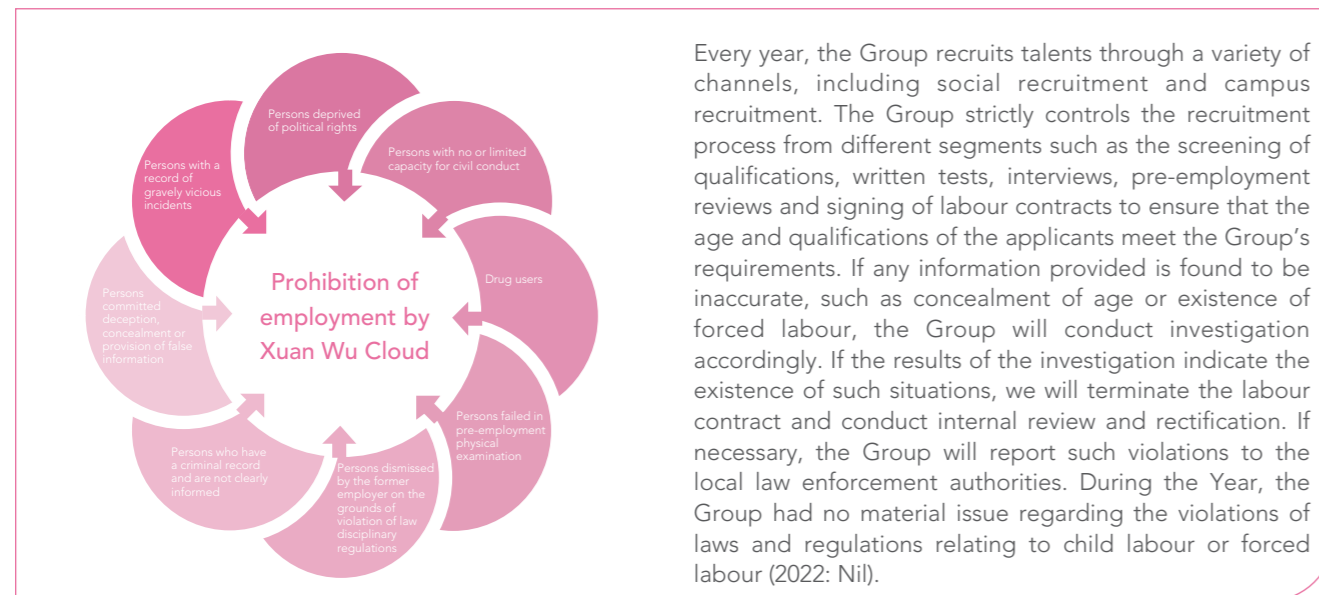 Persons deprived
of political rights
Persons with no or limited
capacity for civil conduct
Drug users
Persons failed in
pre-employment
physical
examination
Persons dismissed
by the former
employer on the
grounds of
violation of law
disciplinary
regulations
Persons who have
a criminal record
and are not clearly
informed
Persons
committed
deception,
concealment or
provision of false
information
Persons with a
record of
gravely vicious
incidents
Prohibition of
employment by
Xuan Wu Cloud
Every year, the Group recruits talents through a variety of
channels, including social recruitment and campus
recruitment. The Group strictly controls the recruitment
process from different segments such as the screening of
qualifications, written tests, interviews, pre-employment
reviews and signing of labour contracts to ensure that the
age and qualifications of the applicants meet the Group's
requirements. If any information provided is found to be
inaccurate, such as concealment of age or existence of
forced labour, the Group will conduct investigation
accordingly. If the results of the investigation indicate the
existence of such situations, we will terminate the labour
contract and conduct internal review and rectification. If
necessary, the Group will report such violations to the
local law enforcement authorities. During the Year, the
Group had no material issue regarding the violations of
laws and regulations relating to child labour or forced
labour (2022: Nil).